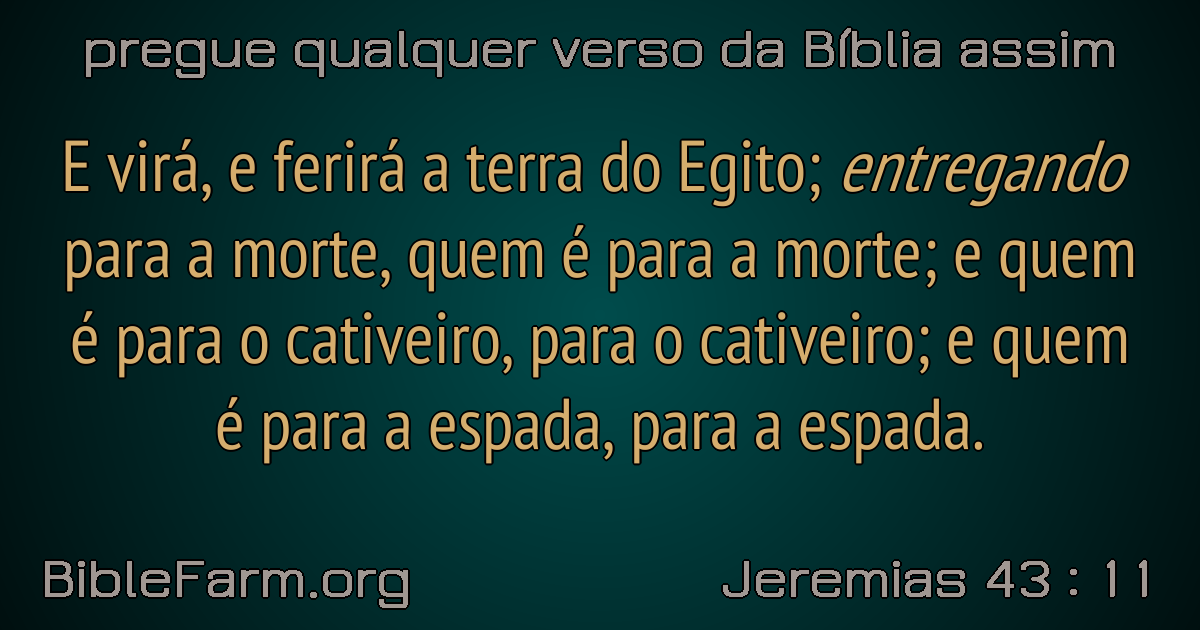 pregue qualquer verso da Bíblia assim
E virá, e ferirá a terra do Egito; entregando
para a morte, quem é para a morte; e quem
é para o cativeiro, para o cativeiro; e quem
é para a espada, para a espada.
BibleFarm.org
Jeremias 43 : 11